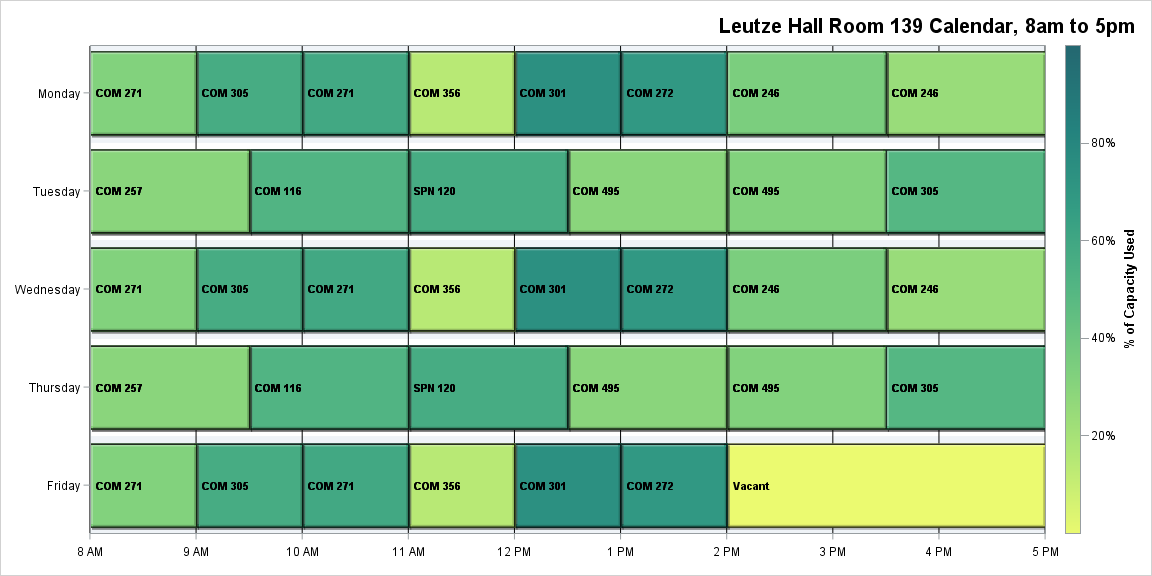 Leutze Hall Room 139 Calendar, 8am to 5pm
Monday
COM 271
COM 305
COM 271
COM 356
COM 301
COM 272
COM 246
COM 246
Tuesday
COM 257
COM 116
SPN 120
COM 495
COM 495
COM 305
Wednesday
COM 271
COM 305
COM 271
COM 356
COM 301
COM 272
COM 246
COM 246
Thursday
COM 257
COM 116
SPN 120
COM 495
COM 495
COM 305
Friday
COM 271
COM 305
COM 271
COM 356
COM 301
COM 272
Vacant
8 AM
9 AM
10 AM
11 AM
12 PM
1 PM
2 PM
3 PM
4 PM
5 PM
80%
60%
40%
20%
% of Capacity Used